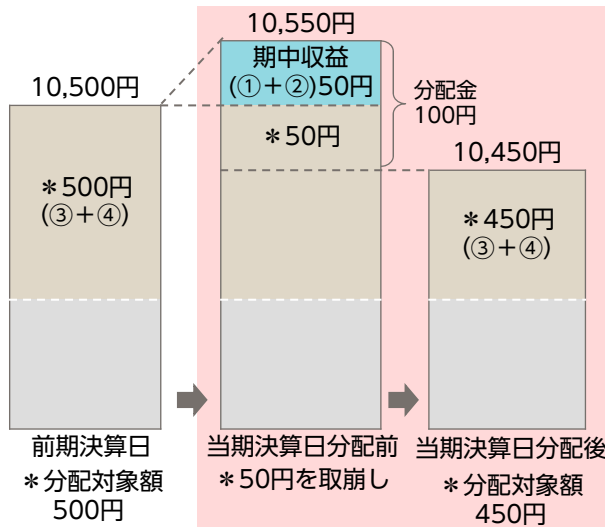 10,500円
＊500円
(③＋④)
前期決算日
＊分配対象額
500円
10,550円
期中収益
(①＋②)50円
＊50円
分配金
100円
当期決算日分配前
＊50円を取崩し
10,450円
＊450円
(③＋④)
当期決算日分配後
＊分配対象額
450円